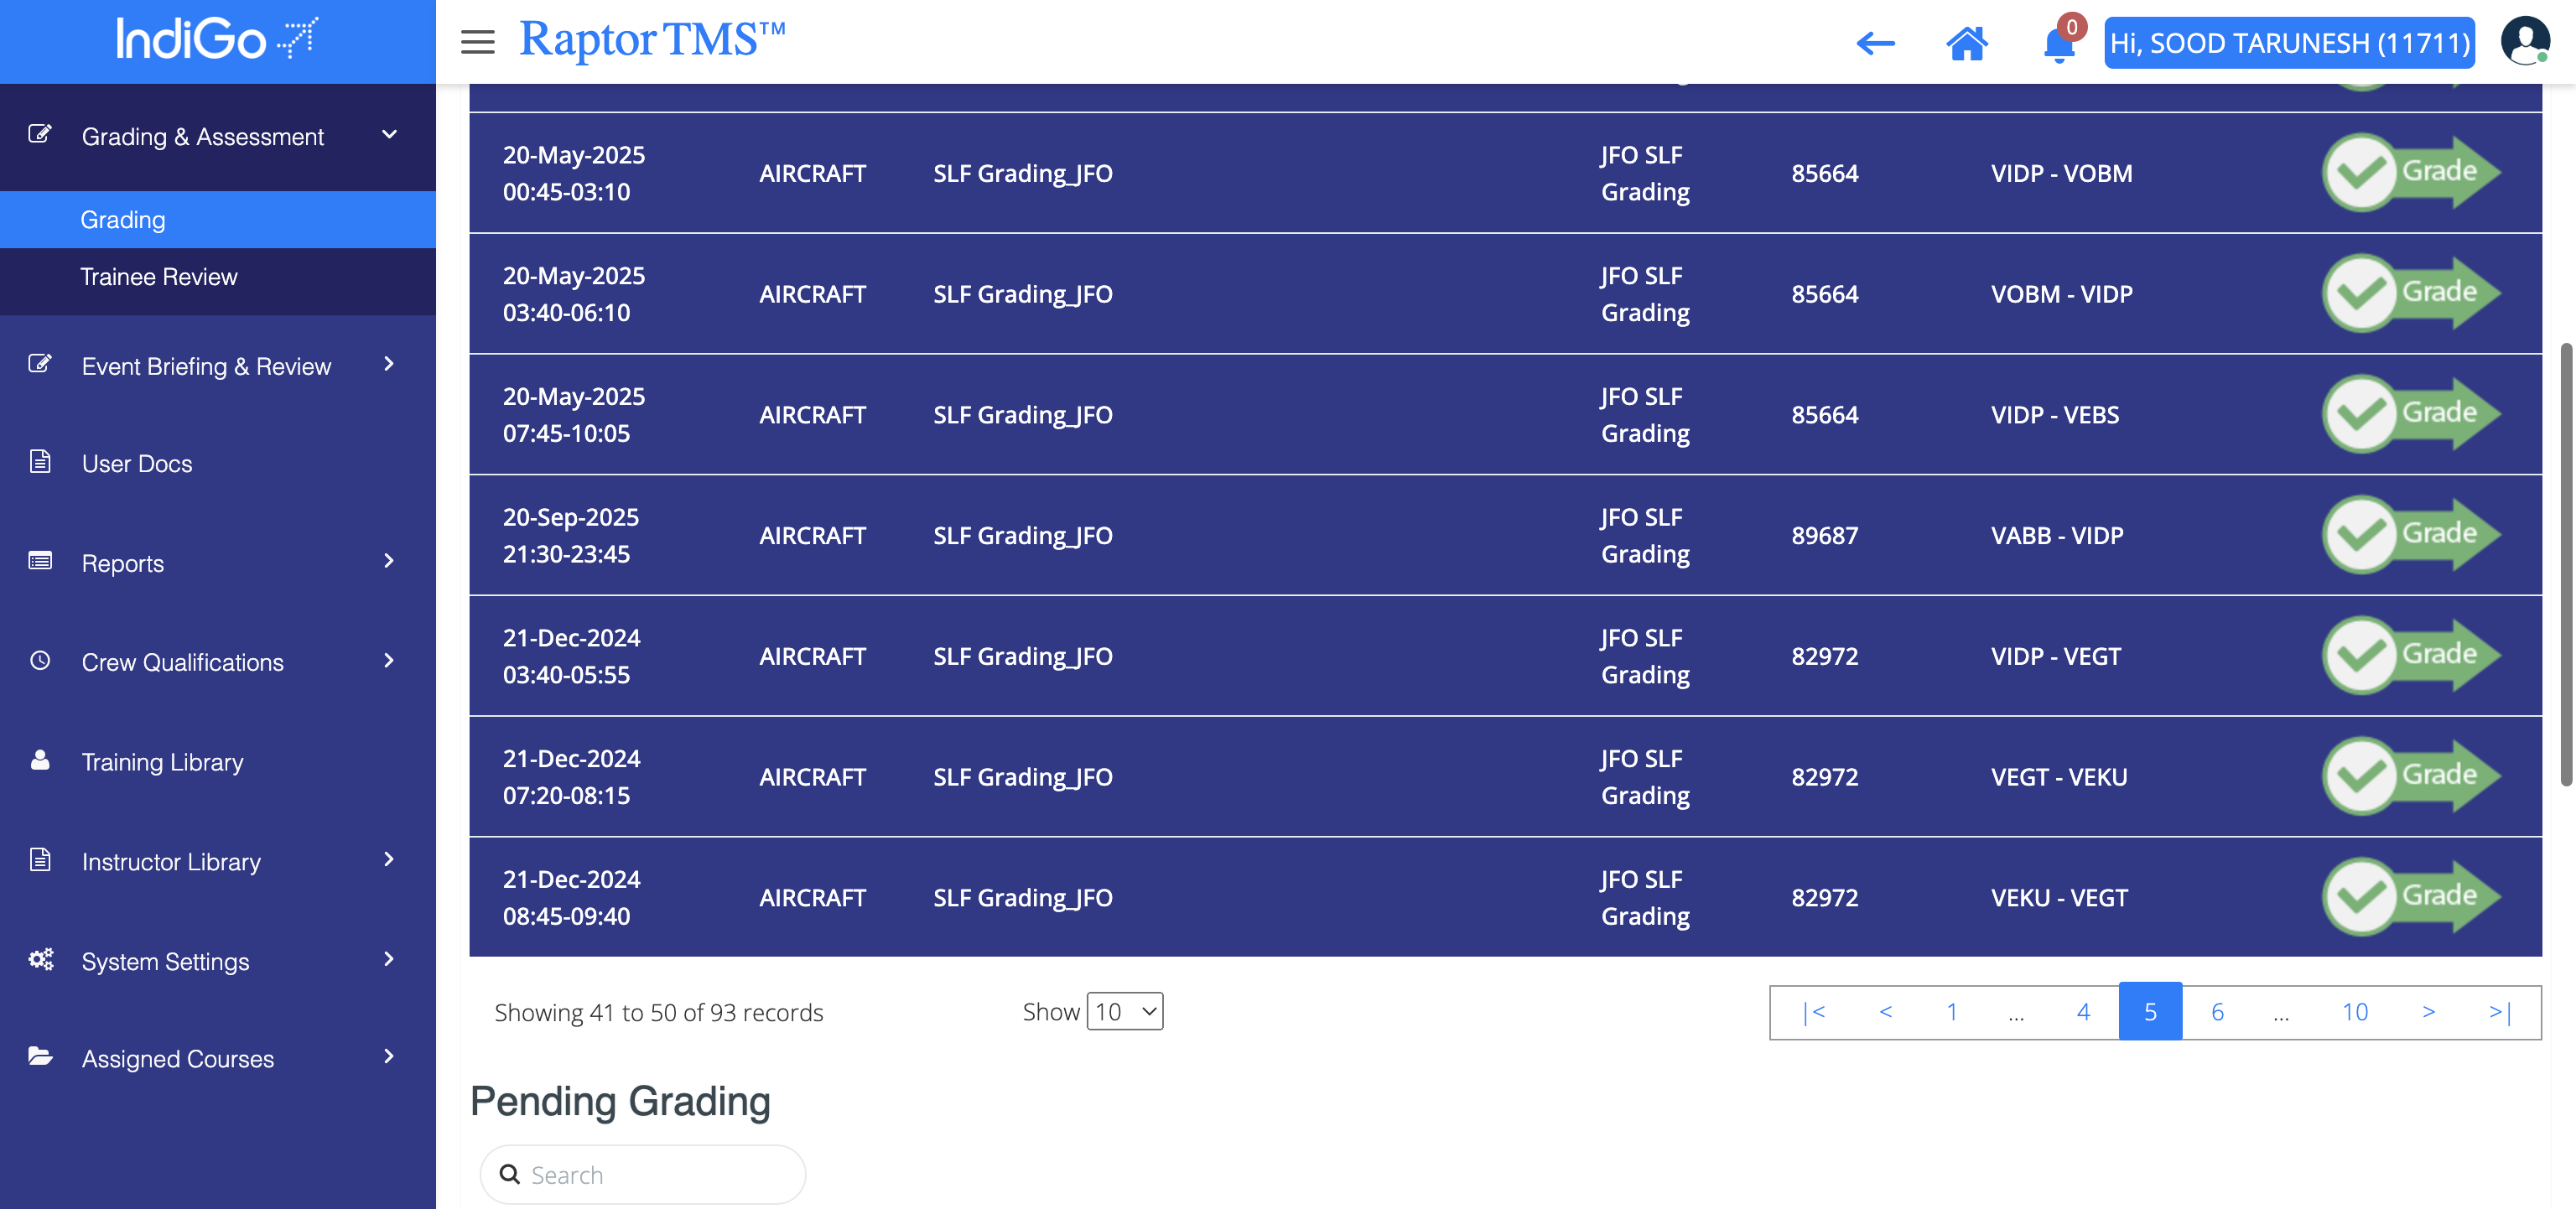 IndiGo
Raptor TMS™
0
Hi, SOOD TARUNESH (11711)
Grading & Assessment
Grading
Trainee Review
Event Briefing & Review
User Docs
Reports
Crew Qualifications
Training Library
Instructor Library
System Settings
Assigned Courses
20-May-2025
00:45-03:10
AIRCRAFT
SLF Grading_JFO
JFO SLF
Grading
85664
VIDP - VOBM
Grade
20-May-2025
03:40-06:10
AIRCRAFT
SLF Grading_JFO
JFO SLF
Grading
85664
VOBM - VIDP
Grade
20-May-2025
07:45-10:05
AIRCRAFT
SLF Grading_JFO
JFO SLF
Grading
85664
VIDP - VEBS
Grade
20-Sep-2025
21:30-23:45
AIRCRAFT
SLF Grading_JFO
JFO SLF
Grading
89687
VABB - VIDP
Grade
21-Dec-2024
03:40-05:55
AIRCRAFT
SLF Grading_JFO
JFO SLF
Grading
82972
VIDP - VEGT
Grade
21-Dec-2024
07:20-08:15
AIRCRAFT
SLF Grading_JFO
JFO SLF
Grading
82972
VEGT - VEKU
Grade
21-Dec-2024
08:45-09:40
AIRCRAFT
SLF Grading_JFO
JFO SLF
Grading
82972
VEKU - VEGT
Grade
Showing 41 to 50 of 93 records
Show 10
|< < 1 ... 4 5 6 ... 10 > >|
Pending Grading
Search